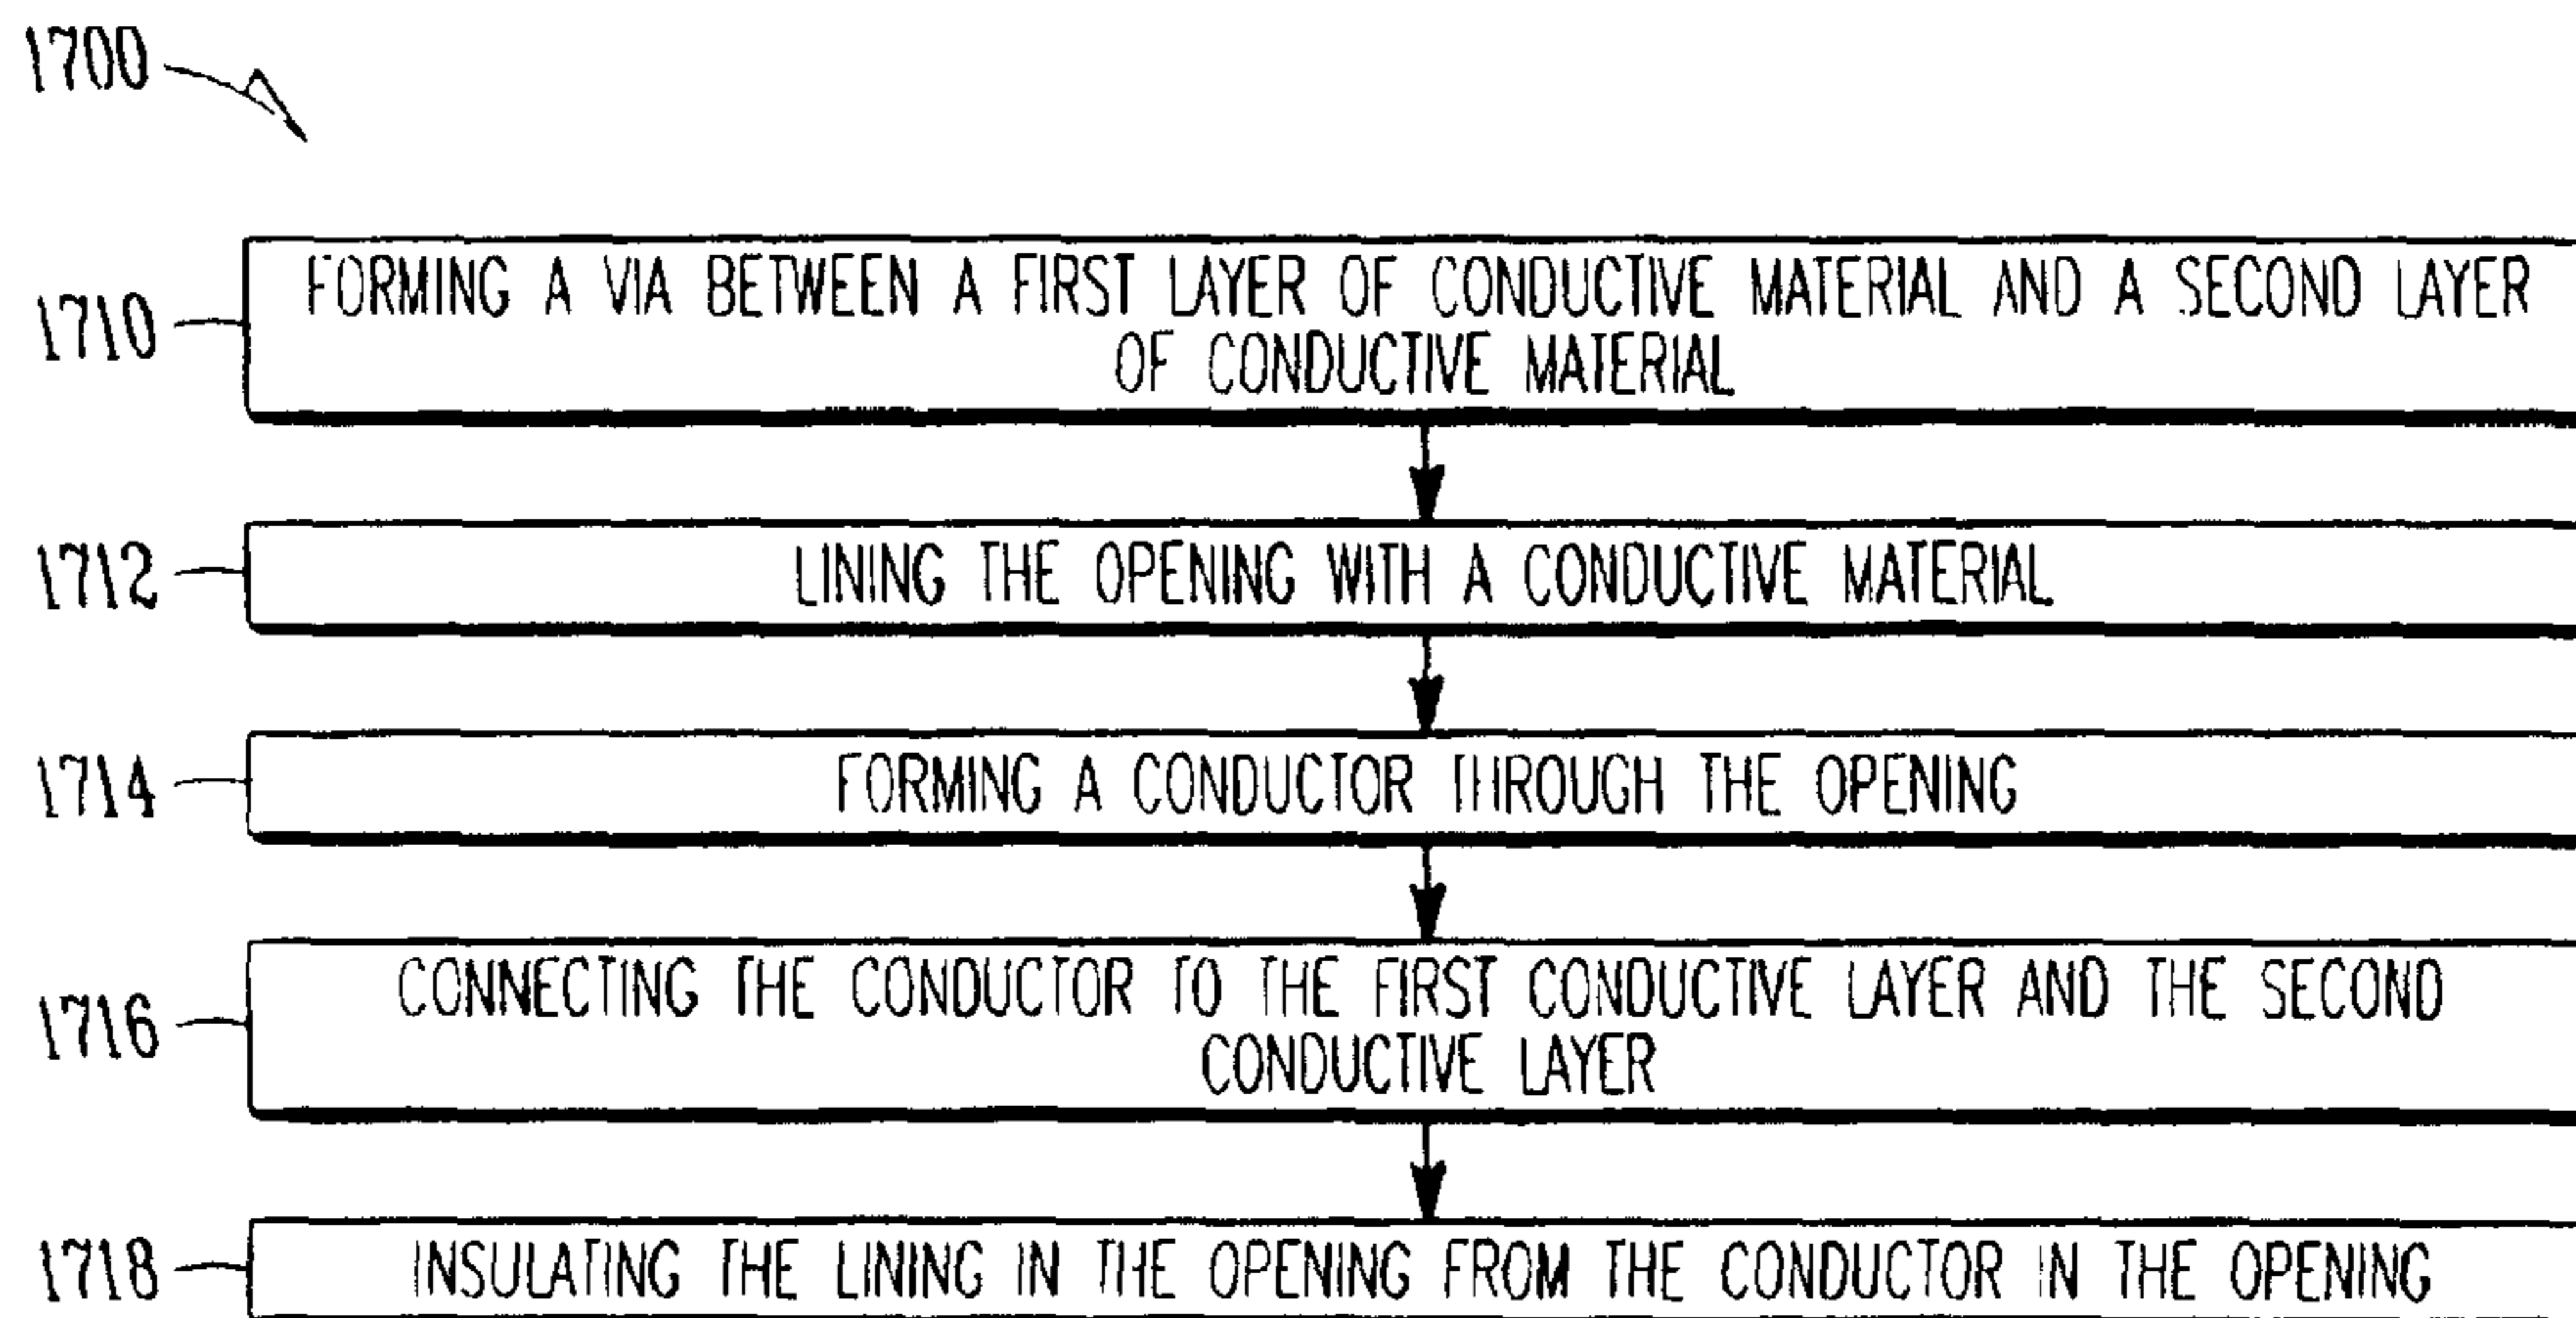 1700
1710
FORMING A VIA BETWEEN A FIRST LAYER OF CONDUCTIVE MATERIAL AND A SECOND LAYER
OF CONDUCTIVE MATERIAL
1712
LINING THE OPENING WITH A CONDUCTIVE MATERIAL
1714
FORMING A CONDUCTOR THROUGH THE OPENING
1716
CONNECTING THE CONDUCTOR TO THE FIRST CONDUCTIVE LAYER AND THE SECOND
CONDUCTIVE LAYER
1718
INSULATING THE LINING IN THE OPENING FROM THE CONDUCTOR IN THE OPENING